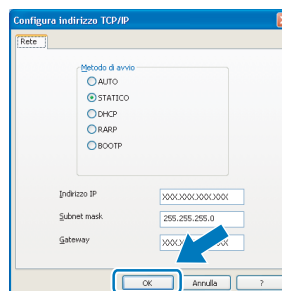 Configura indirizzo TCP/IP
Rete
Metodo di avvio
AUTO
STATICO
DHCP
RARP
BOOTP
Indirizzo IP XXX.XXX.XXX.XXX
Subnet mask 255.255.255.0
Gateway
OK Annulla ?